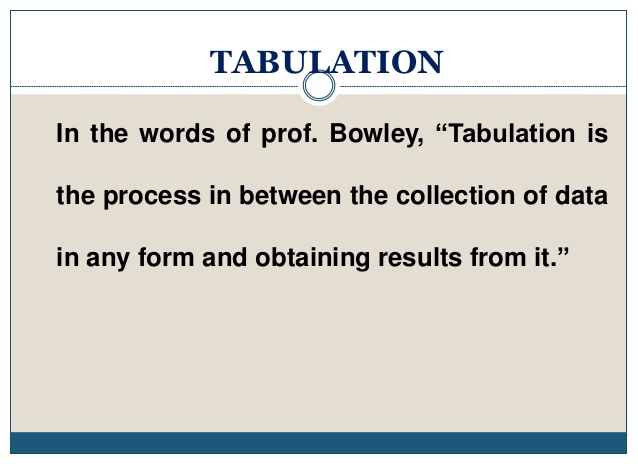 TABULATION
In the words of prof. Bowley, “Tabulation is
the process in between the collection of data
in any form and obtaining results from it.”